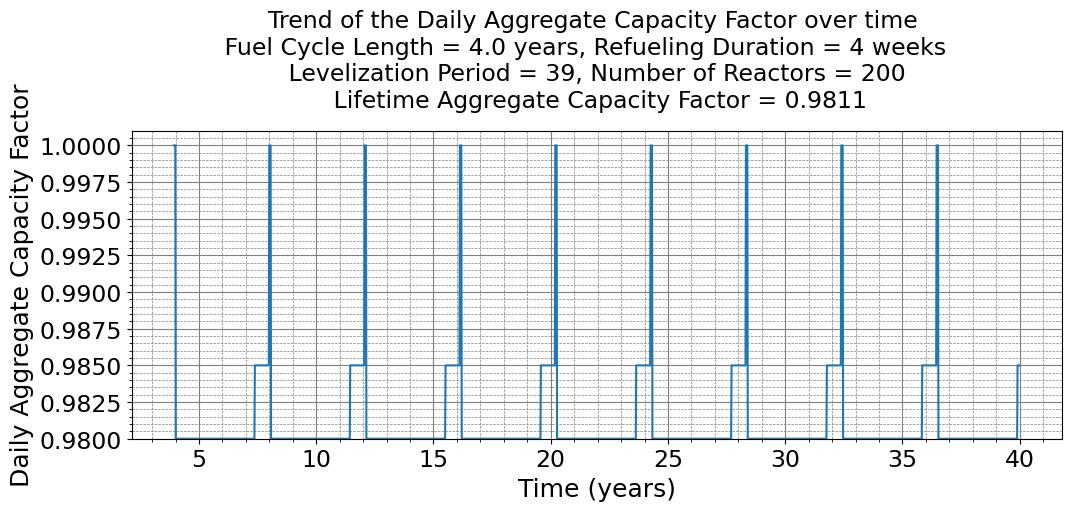 Trend of the Daily Aggregate Capacity Factor over time
Fuel Cycle Length = 4.0 years, Refueling Duration = 4 weeks
Levelization Period = 39, Number of Reactors = 200
Lifetime Aggregate Capacity Factor = 0.9811
Daily Aggregate Capacity Factor
1.0000
0.9975
0.9950
0.9925
0.9900
0.9875
0.9850
0.9825
0.9800
5 10 15 20 25 30 35 40
Time (years)